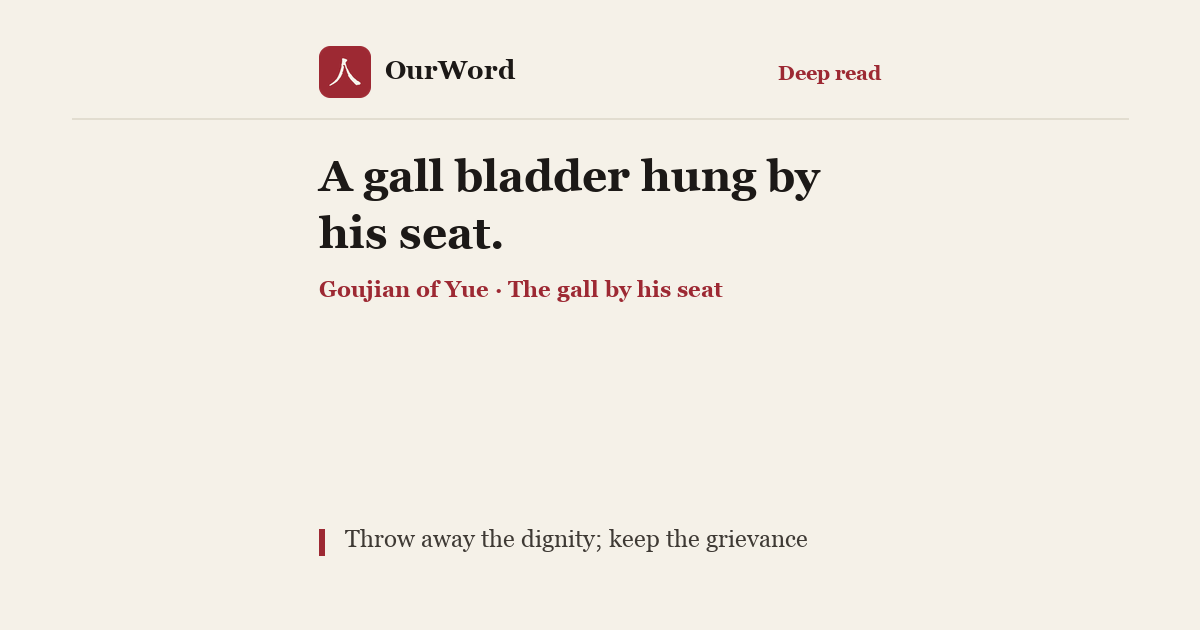 人 OurWord
Deep read
A gall bladder hung by
his seat.
Goujian of Yue · The gall by his seat
Throw away the dignity; keep the grievance